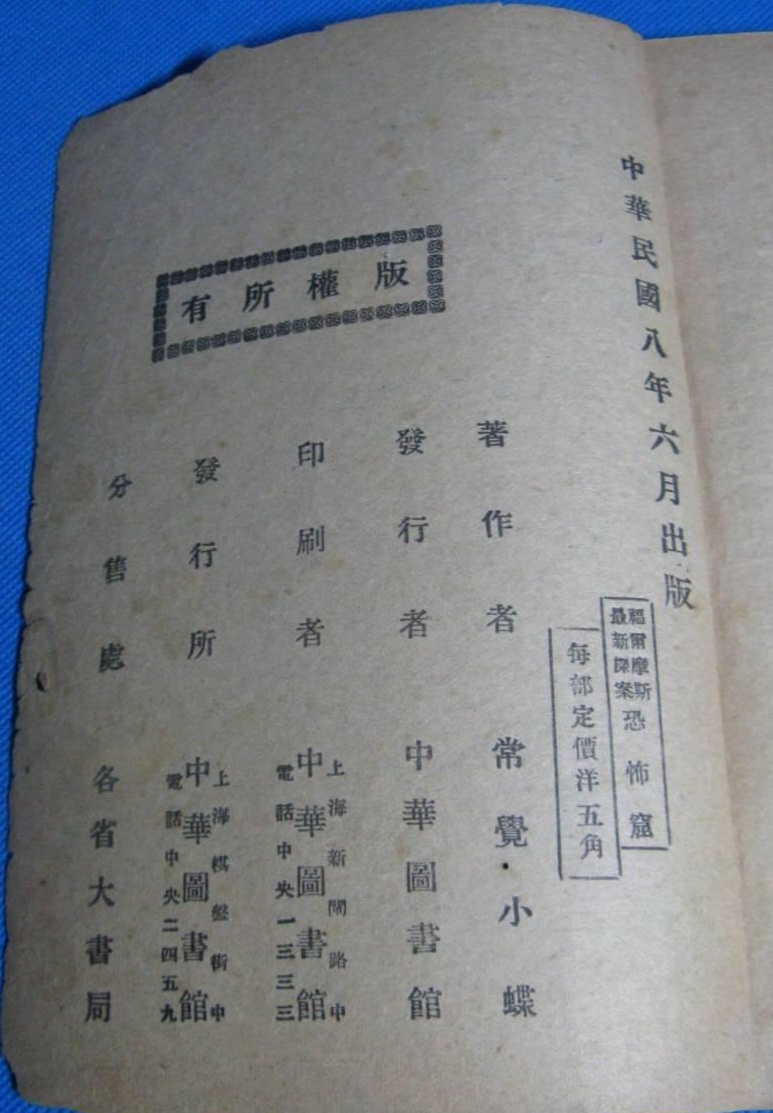 中華民國八年六月出版
福爾摩斯
最新探案
恐怖窟
每部定價洋五角
版權所有
著作者 常覺·小蝶
發行者 中華圖書館
印刷者 中華圖書館
上海新閘路中
電話中央一三三三
發行所 中華圖書館
上海棋盤街中
電話中央二四五九
分售處 各省大書局